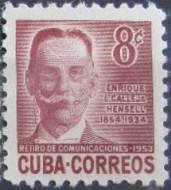 8¢
ENRIQUE
CALLEJA
HENSELL
1854-1924
RETIRO DE COMUNICACIONES-1953
CUBA·CORREOS